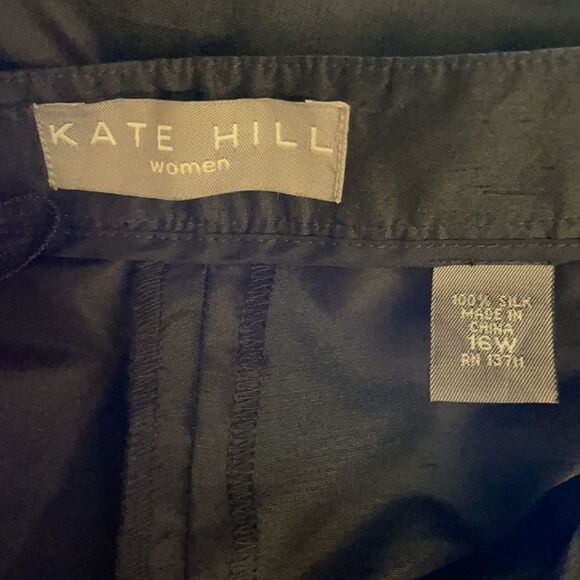 KATE HILL
women
100% SILK
MADE IN
CHINA
16W
RN 13711